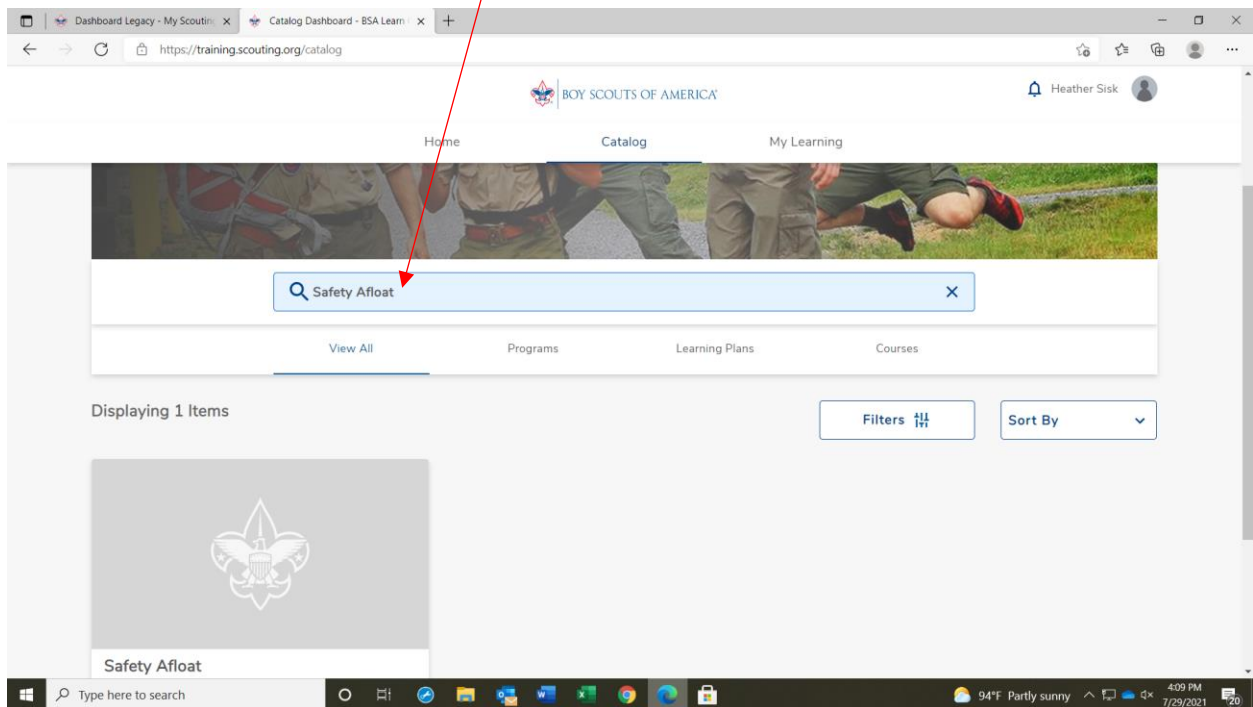 Dashboard Legacy - My Scoutin
Catalog Dashboard - BSA Learn
https://training.scouting.org/catalog
BOY SCOUTS OF AMERICA
Heather Sisk
Home Catalog My Learning
Safety Afloat
View All Programs Learning Plans Courses
Displaying 1 Items
Filters
Sort By
Safety Afloat
Type here to search
94°F Partly sunny
4:09 PM
7/29/2021
20